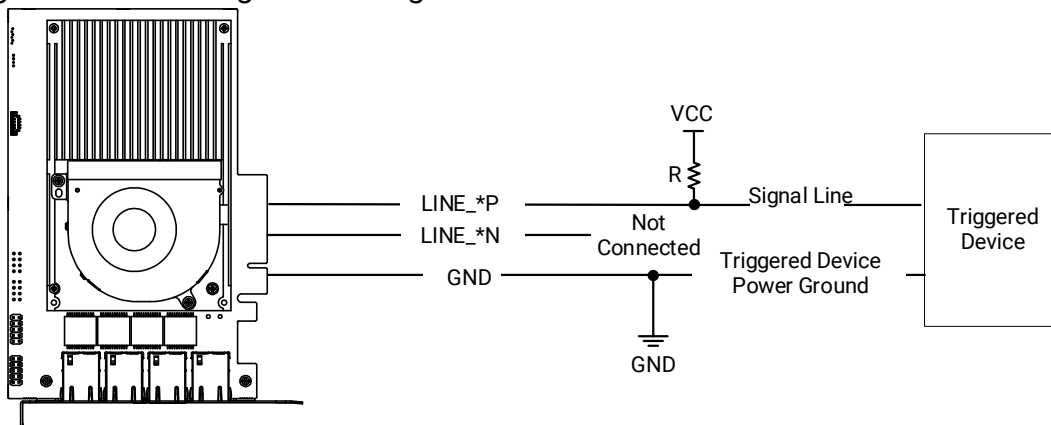 VCC
R
LINE_*P
Signal Line
LINE_*N
Not
Connected
Triggered
Device
GND
Triggered Device
Power Ground
GND